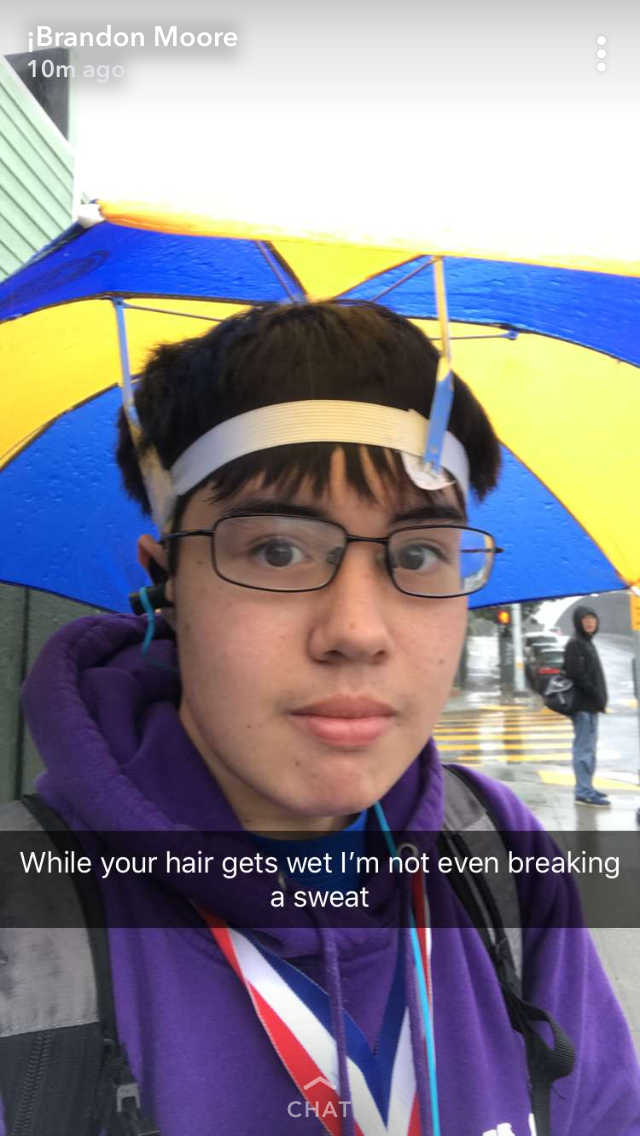 ¡Brandon Moore
10m ago
While your hair gets wet I'm not even breaking
a sweat
CHAT